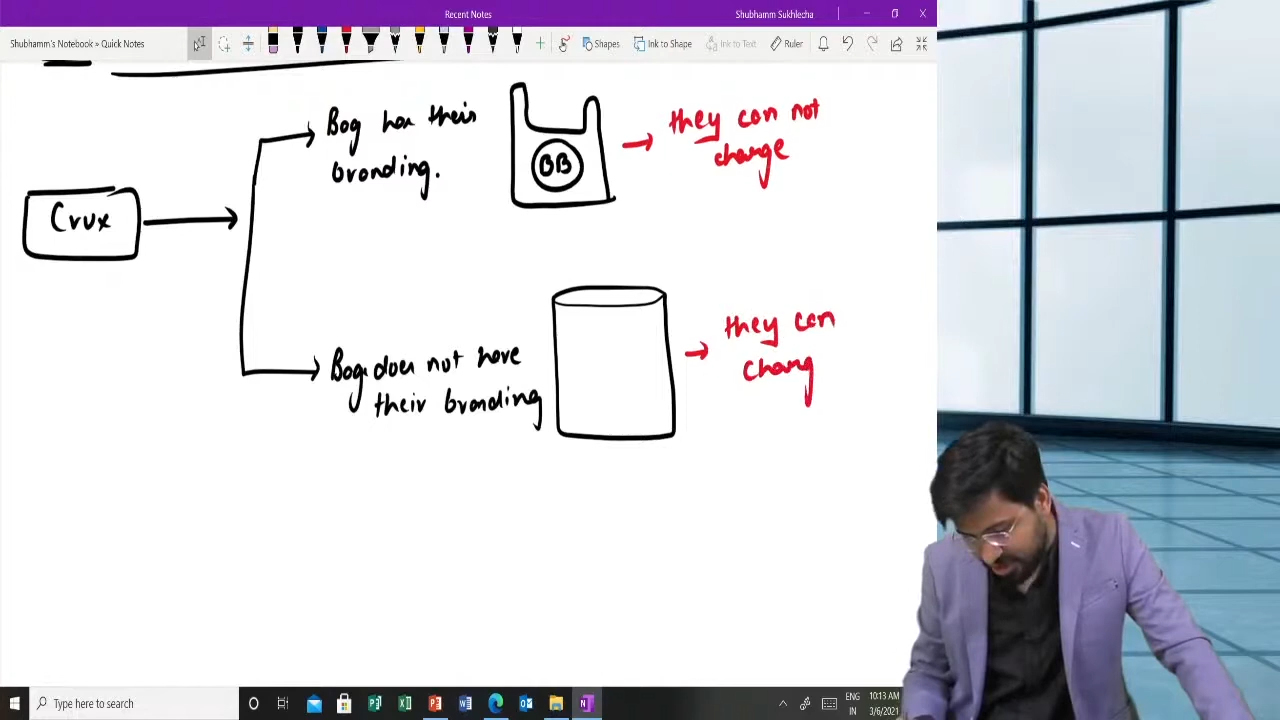 Recent Notes
Shubhamm Sukhlecha
Shubhamm's Notebook » Quick Notes
Shapes
Ink to Shape
Ink to Text
Ruler
Bag has their
branding.
BB
they can not
change
Crux
Bag does not have
their branding
they can
chang
Type here to search
ENG
IN
10:13 AM
3/6/2021